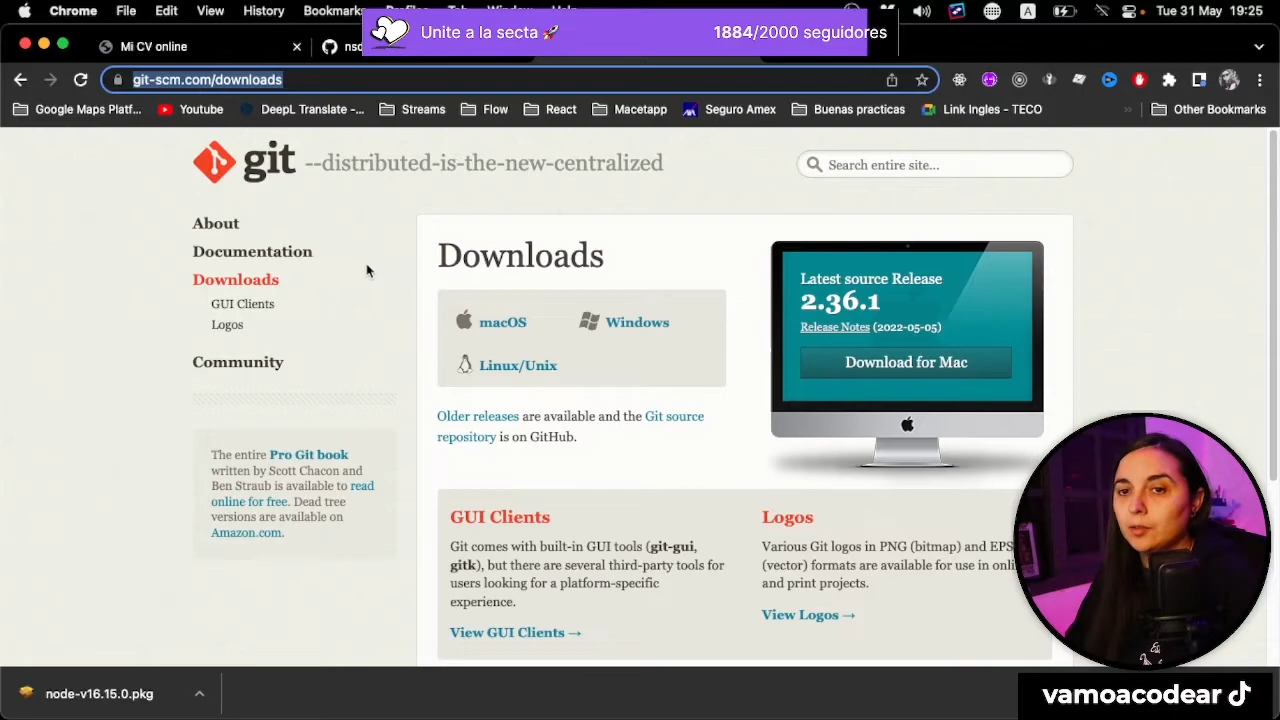 Chrome File Edit View History Bookmarks Profiles Tab Window Help
Tue 31 May 19:25
Unite a la secta 🚀 1884/2000 seguidores
Mi CV online
git-scm.com/downloads
Google Maps Platf...
Youtube
DeepL Translate -...
Streams
Flow
React
Macetapp
Seguro Amex
Buenas practicas
Link Ingles - TECO
»
Other Bookmarks
git --distributed-is-the-new-centralized
Search entire site...
About
Documentation
Downloads
GUI Clients
Logos
Community
The entire Pro Git book
written by Scott Chacon and
Ben Straub is available to read
online for free. Dead tree
versions are available on
Amazon.com.
Downloads
macOS
Windows
Linux/Unix
Older releases are available and the Git source
repository is on GitHub.
Latest source Release
2.36.1
Release Notes (2022-05-05)
Download for Mac
GUI Clients
Git comes with built-in GUI tools (git-gui,
gitk), but there are several third-party tools for
users looking for a platform-specific
experience.
View GUI Clients →
Logos
Various Git logos in PNG (bitmap) and EPS
(vector) formats are available for use in onli
and print projects.
View Logos →
node-v16.15.0.pkg
vamoacodear